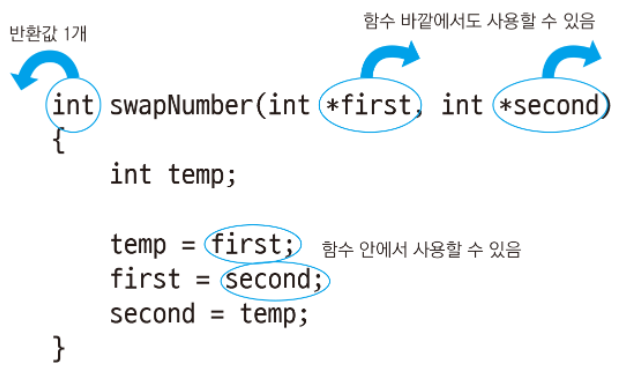 함수 바깥에서도 사용할 수 있음
반환값 1개
int swapNumber(int *first, int *second)
{
int temp;
temp = first; 함수 안에서 사용할 수 있음
first = second;
second = temp;
}